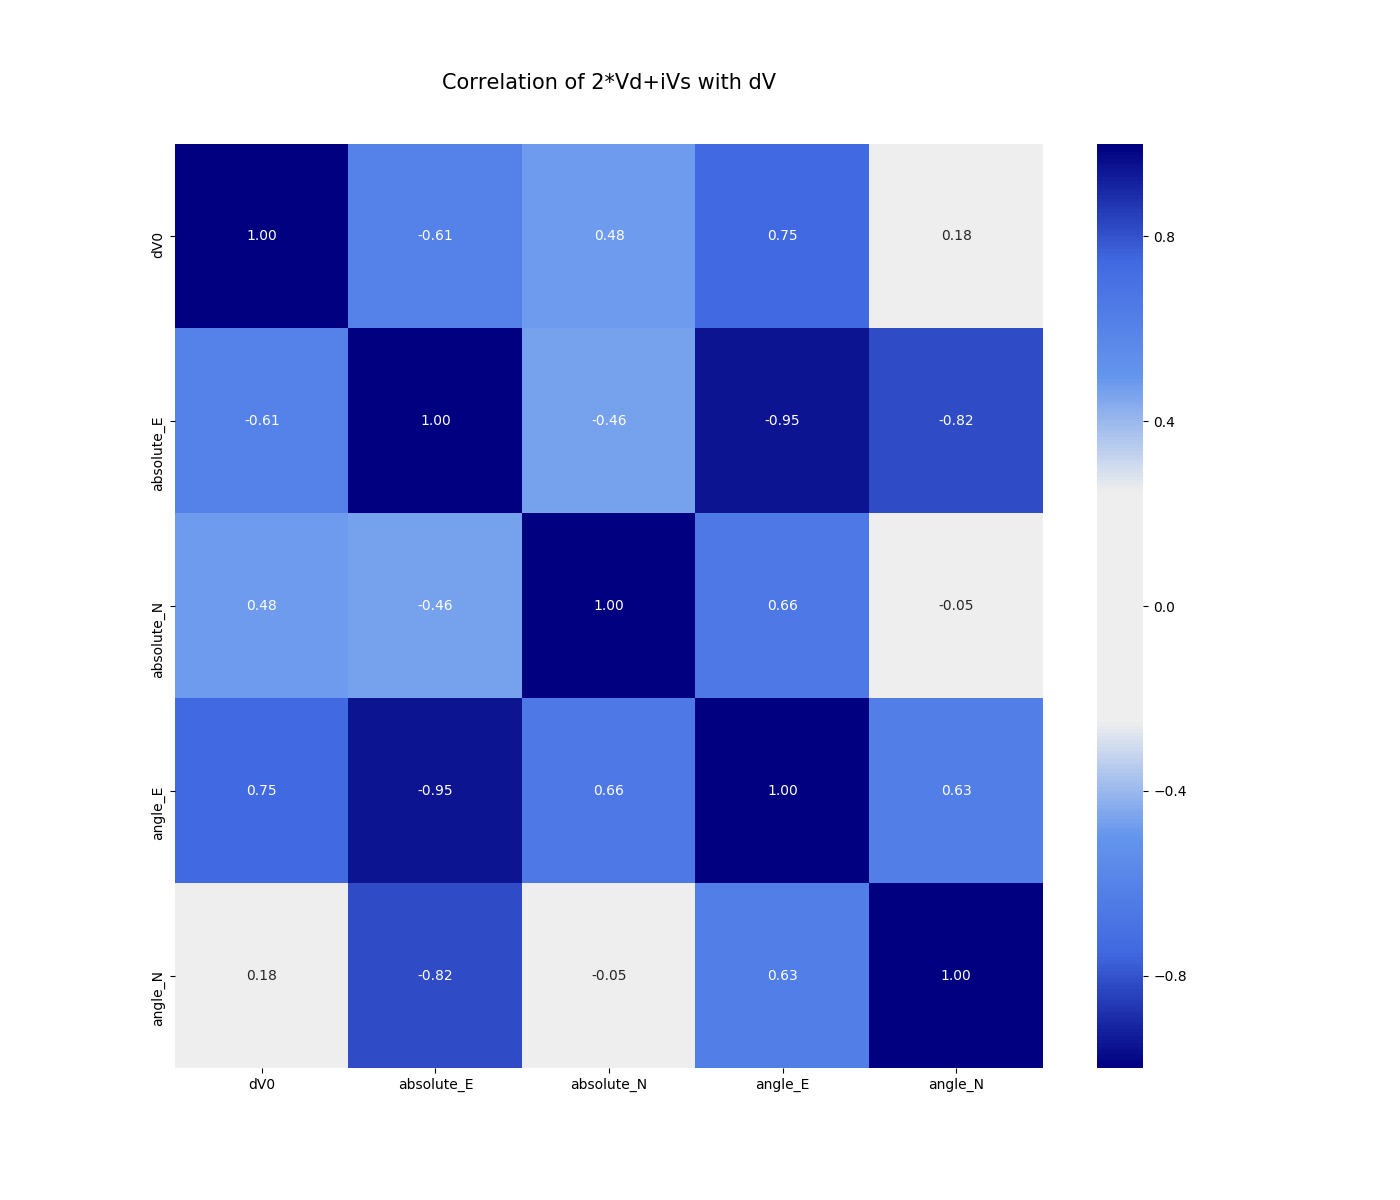 Correlation of 2*Vd+iVs with dV
dV0
1.00 -0.61 0.48 0.75 0.18
absolute_E
-0.61 1.00 -0.46 -0.95 -0.82
absolute_N
0.48 -0.46 1.00 0.66 -0.05
angle_E
0.75 -0.95 0.66 1.00 0.63
angle_N
0.18 -0.82 -0.05 0.63 1.00
dV0 absolute_E absolute_N angle_E angle_N
0.8
0.4
0.0
−0.4
−0.8